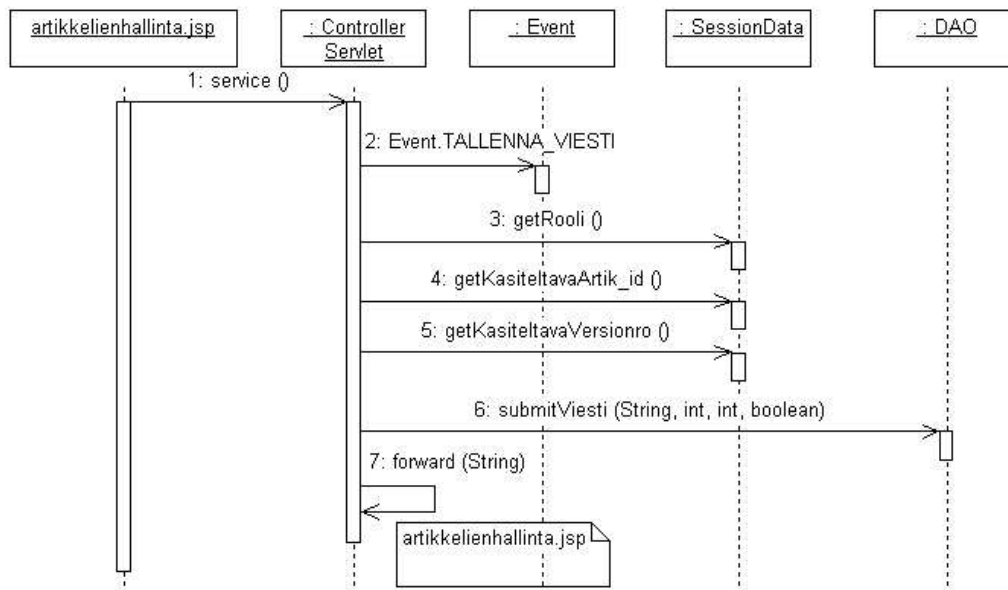 artikkelienhallinta.jsp
: Controller
Servlet
: Event
: SessionData
: DAO
1: service ()
2: Event.TALLENNA_VIESTI
3: getRooli ()
4: getKasiteltavaArtik_id ()
5: getKasiteltavaVersionro ()
6: submitViesti (String, int, int, boolean)
7: forward (String)
artikkelienhallinta.jsp